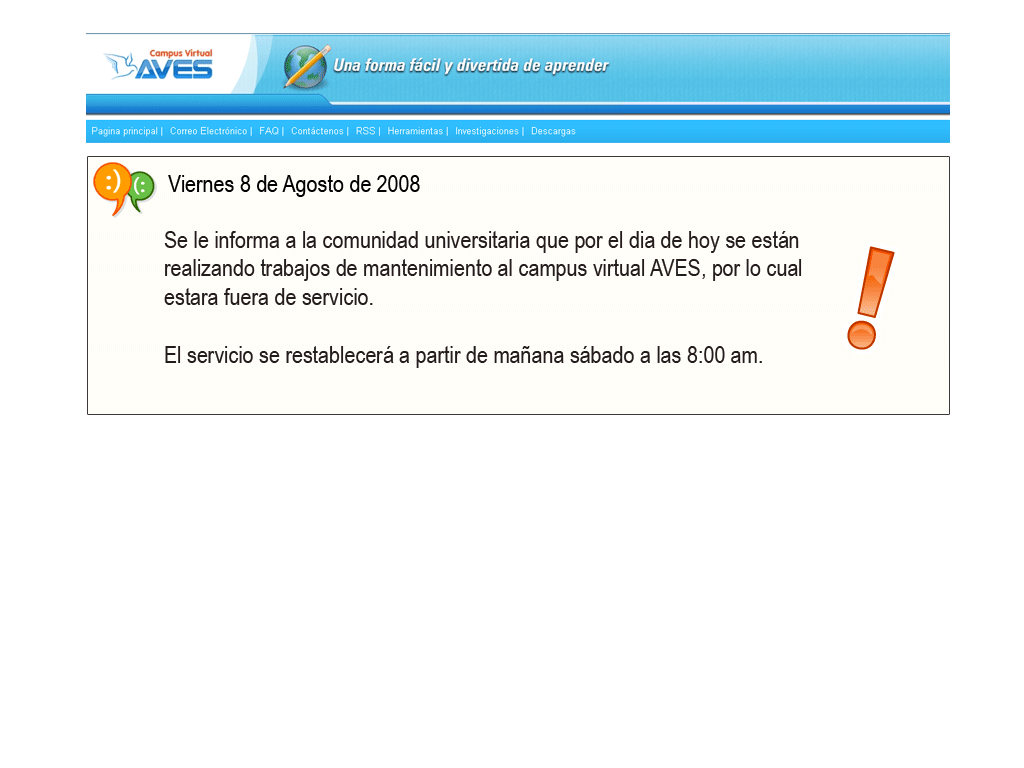 Campus Virtual
AVES
Una forma fácil y divertida de aprender
Pagina principal | Correo Electrónico | FAQ | Contáctenos | RSS | Herramientas | Investigaciones | Descargas
:) (:
Viernes 8 de Agosto de 2008
Se le informa a la comunidad universitaria que por el dia de hoy se están
realizando trabajos de mantenimiento al campus virtual AVES, por lo cual
estara fuera de servicio.
El servicio se restablecerá a partir de mañana sábado a las 8:00 am.
!